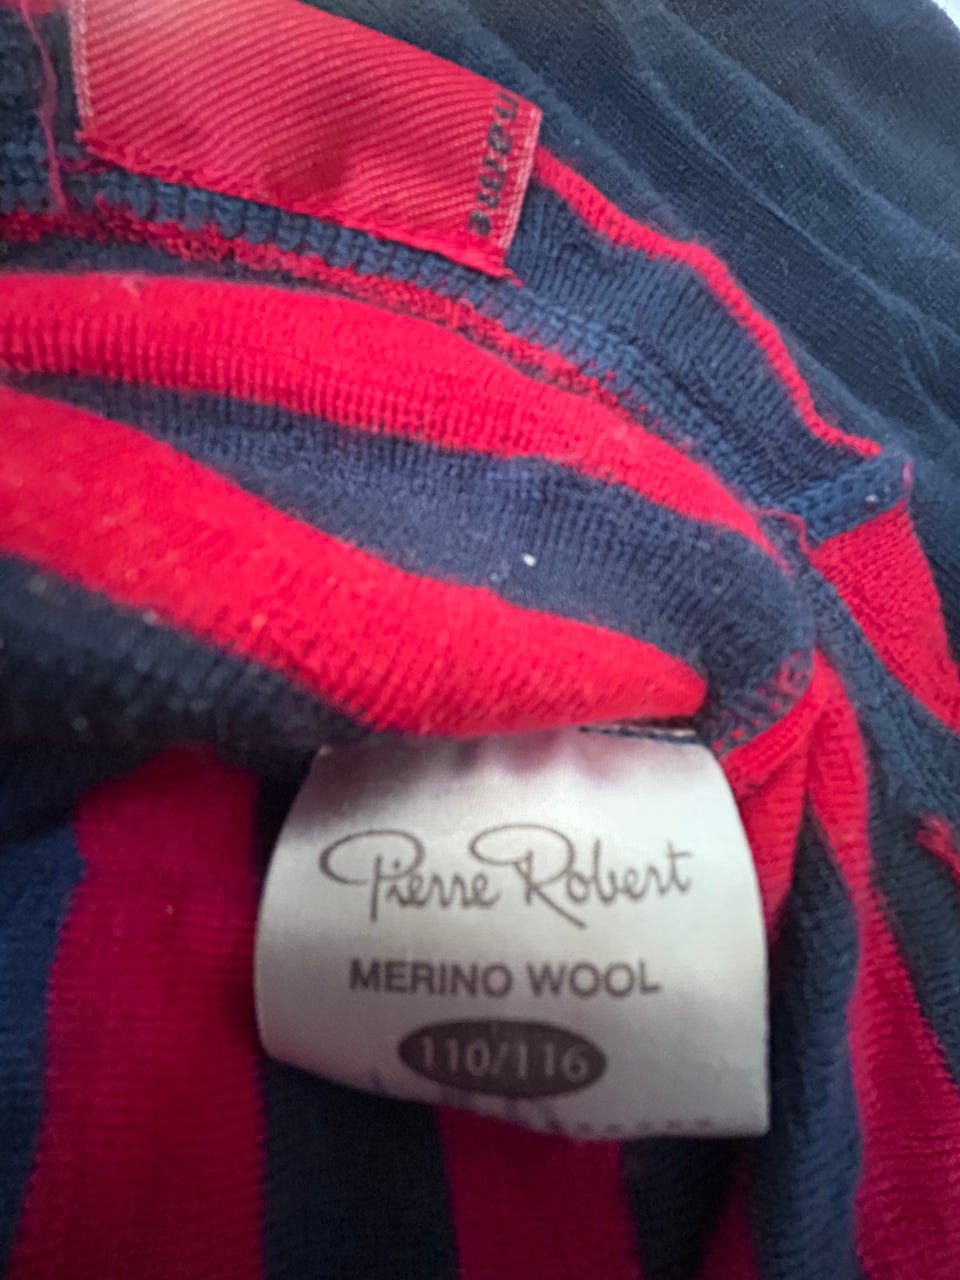 name
Pierre Robert
MERINO WOOL
110/116